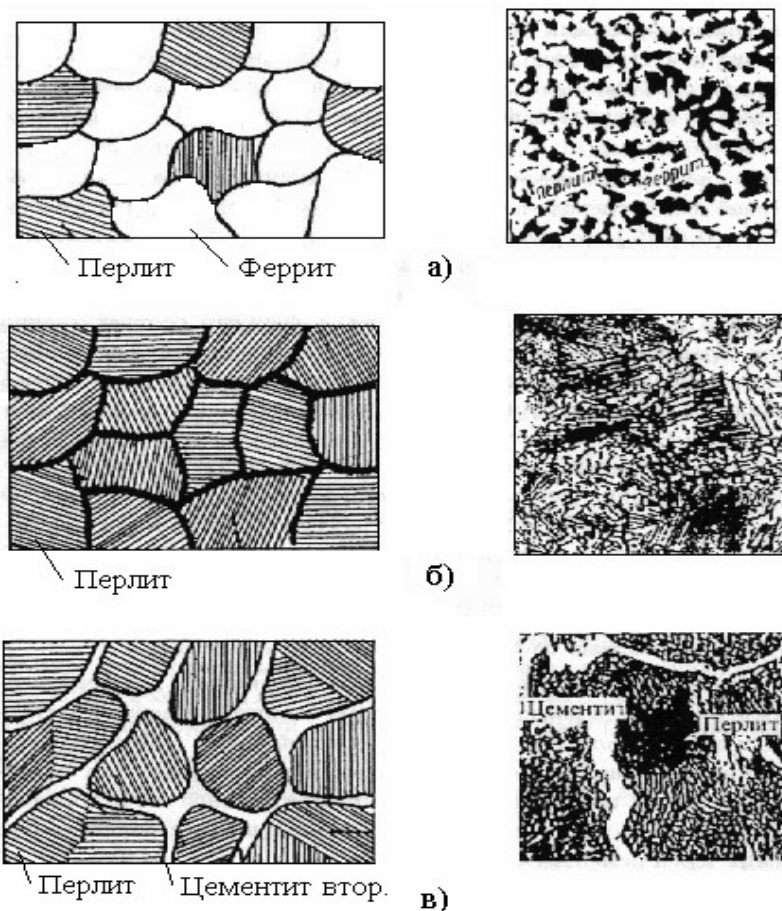 перлит
феррит
Перлит Феррит а)
Перлит б)
Цементит
Перлит
Перлит Цементит втор. в)